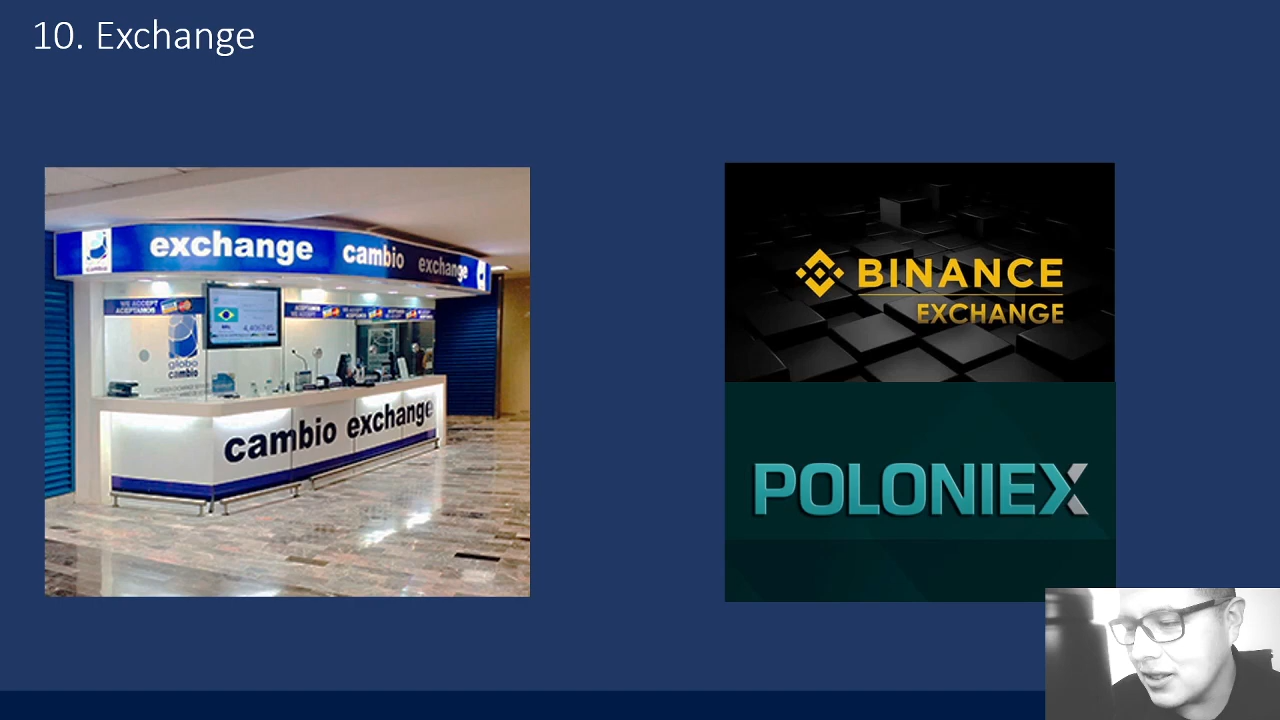 10. Exchange
exchange cambio exchange
WE ACCEPT
ACEPTAMOS
globo
cambio
cambio exchange
BINANCE
EXCHANGE
POLONIEX